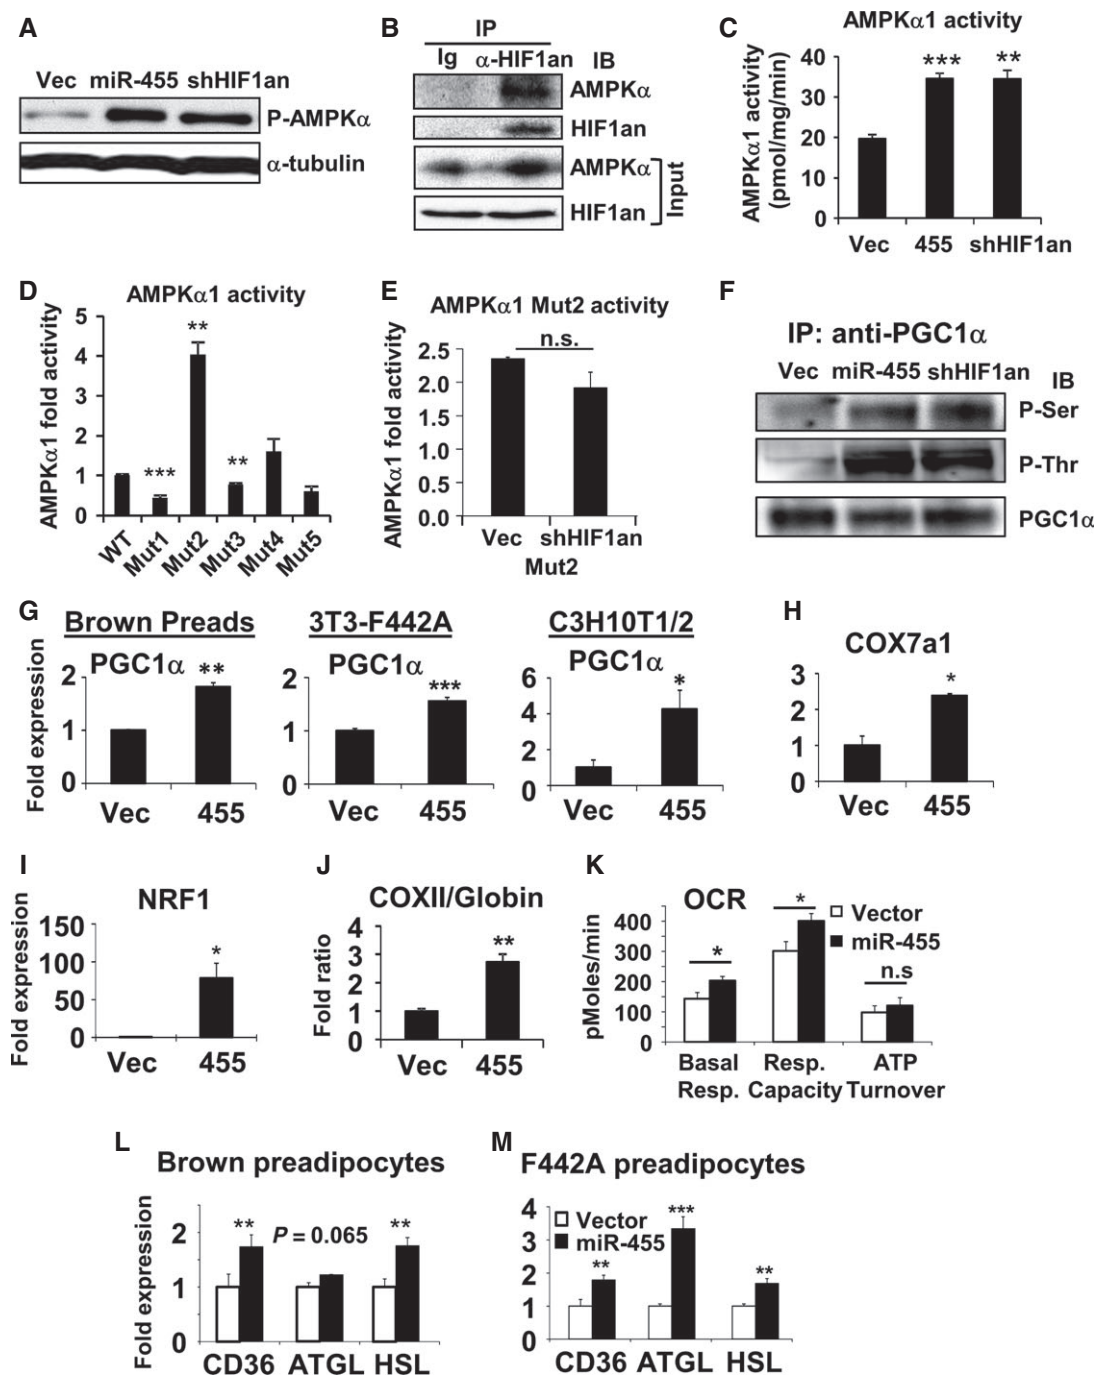 A
Vec miR-455 shHIF1an
P-AMPKα
α-tubulin
B
IP
Ig α-HIF1an IB
AMPKα
HIF1an
AMPKα
HIF1an
Input
C
AMPKα1 activity
AMPKα1 activity
(pmol/mg/min)
40
30
20
10
0
*** **
Vec 455 shHIF1an
D
AMPKα1 activity
AMPKα1 fold activity
5
4
3
2
1
0
*** ** **
WT Mut1 Mut2 Mut3 Mut4 Mut5
E
AMPKα1 Mut2 activity
AMPKα1 fold activity
2.5
2.0
1.5
1.0
0.5
0.0
n.s.
Vec shHIF1an
Mut2
F
IP: anti-PGC1α
Vec miR-455 shHIF1an
IB
P-Ser
P-Thr
PGC1α
G
Brown Preads
PGC1α **
Fold expression
2
1
0
Vec 455
3T3-F442A
PGC1α
***
2
1
0
Vec 455
C3H10T1/2
PGC1α
*
6
4
2
0
Vec 455
H
COX7a1
*
3
2
1
0
Vec 455
I
NRF1
Fold expression
150
100
50
0
*
Vec 455
J
COXII/Globin
Fold ratio
4
3
2
1
0
**
Vec 455
K
OCR
pMoles/min
400
300
200
100
0
Vector
miR-455
* * n.s
Basal Resp. ATP
Resp. Capacity Turnover
L
Brown preadipocytes
Fold expression
2
1
0
** P = 0.065 **
CD36 ATGL HSL
M
F442A preadipocytes
4
3
2
1
0
Vector
miR-455
** *** **
CD36 ATGL HSL